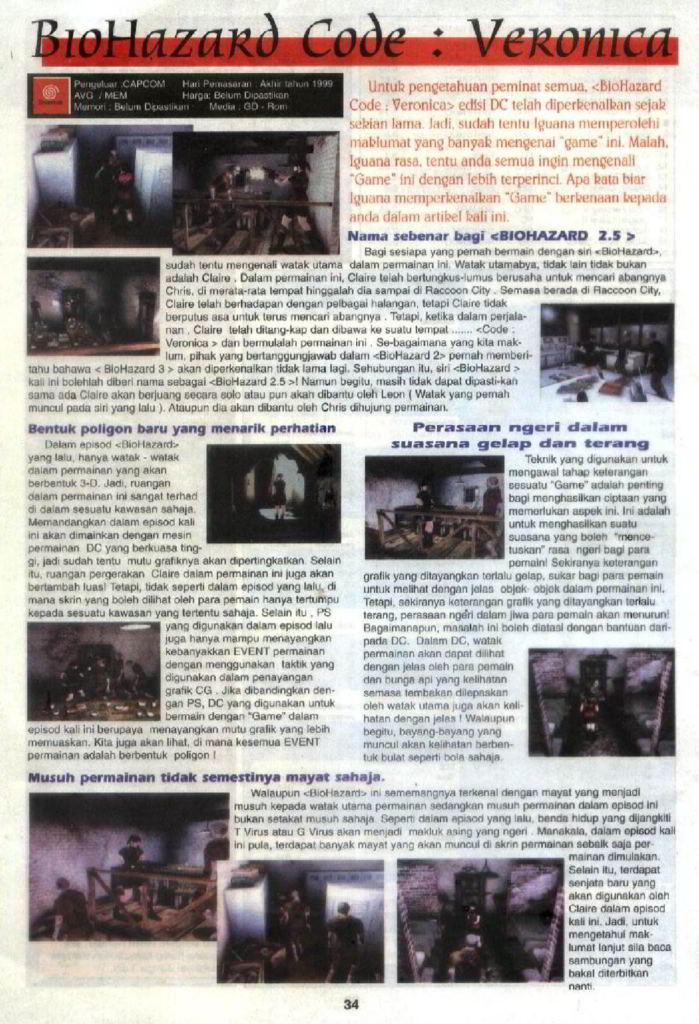 BioHazard Code : Veronica
Pengeluar :CAPCOM Hari Pemasaran : Akhir tahun 1999
AVG / MEM Harga: Belum Dipastikan
Memori : Belum Dipastikan Media : GD - Rom
Untuk pengetahuan peminat semua, <BioHazard
Code : Veronica> edisi DC telah diperkenalkan sejak
sekian lama. Jadi, sudah tentu Iguana memperolehi
maklumat yang banyak mengenai "game" ini. Malah,
Iguana rasa, tentu anda semua ingin mengenali
"Game" ini dengan lebih terperinci. Apa kata biar
Iguana memperkenalkan "Game" berkenaan kepada
anda dalam artikel kali ini.
Nama sebenar bagi <BIOHAZARD 2.5 >
Bagi sesiapa yang pernah bermain dengan siri <BioHazard>,
sudah tentu mengenali watak utama dalam permainan ini. Watak utamabya, tidak lain tidak bukan
adalah Claire . Dalam permainan ini, Claire telah bertungkus-lumus berusaha untuk mencari abangnya
Chris, di merata-rata tempat hinggalah dia sampai di Raccoon City . Semasa berada di Raccoon City,
Claire telah berhadapan dengan pelbagai halangan, tetapi Claire tidak
berputus asa untuk terus mencari abangnya . Tetapi, ketika dalam perjala-
nan , Claire telah ditang-kap dan dibawa ke suatu tempat ....... <Code :
Veronica > dan bermulalah permainan ini . Se-bagaimana yang kita mak-
lum, pihak yang bertanggungjawab dalam <BioHazard 2> pernah memberi-
tahu bahawa < BioHazard 3 > akan diperkenalkan tidak lama lagi. Sehubungan itu, siri <BioHazard >
kali ini bolehlah diberi nama sebagai <BioHazard 2.5 >! Namun begitu, masih tidak dapat dipasti-kan
sama ada Claire akan berjuang secara solo atau pun akan dibantu oleh Leon ( Watak yang pernah
muncul pada siri yang lalu ). Ataupun dia akan dibantu oleh Chris dihujung permainan.
Bentuk poligon baru yang menarik perhatian
Dalam episod <BioHazard>
yang lalu, hanya watak - watak
dalam permainan yang akan
berbentuk 3-D. Jadi, ruangan
dalam permainan ini sangat terhad
di dalam sesuatu kawasan sahaja.
Memandangkan dalam episod kali
ini akan dimainkan dengan mesin
permainan DC yang berkuasa ting-
gi, jadi sudah tentu mutu grafiknya akan dipertingkatkan. Selain
itu, ruangan pergerakan Claire dalam permainan ini juga akan
bertambah luas! Tetapi, tidak seperti dalam episod yang lalu, di
mana skrin yang boleh dilihat oleh para pemain hanya tertumpu
kepada sesuatu kawasan yang tertentu sahaja. Selain itu , PS
yang digunakan dalam episod lalu
juga hanya mampu menayangkan
kebanyakkan EVENT permainan
dengan menggunakan taktik yang
digunakan dalam penayangan
grafik CG . Jika dibandingkan den-
gan PS, DC yang digunakan untuk
bermain dengan "Game" dalam
episod kali ini berupaya menayangkan mutu grafik yang lebih
memuaskan. Kita juga akan lihat, di mana kesemua EVENT
permainan adalah berbentuk poligon !
Perasaan ngeri dalam
suasana gelap dan terang
Teknik yang digunakan untuk
mengawal tahap keterangan
sesuatu "Game" adalah penting
bagi menghasilkan ciptaan yang
memerlukan aspek ini. Ini adalah
untuk menghasilkan suatu
suasana yang boleh "mence-
tuskan" rasa ngeri bagi para
pemain! Sekiranya keterangan
grafik yang ditayangkan terlalu gelap, sukar bagi para pemain
untuk melihat dengan jelas objek- objek dalam permainan ini.
Tetapi, sekiranya keterangan grafik yang ditayangkan terlalu
terang, perasaan ngeri dalam jiwa para pemain akan menurun!
Bagaimanapun, masalah ini boleh diatasi dengan bantuan dari-
pada DC. Dalam DC, watak
permainan akan dapat dilihat
dengan jelas oleh para pemain
dan bunga api yang kelihatan
semasa tembakan dilepaskan
oleh watak utama juga akan keli-
hatan dengan jelas ! Walaupun
begitu, bayang-bayang yang
muncul akan kelihatan berben-
tuk bulat seperti bola sahaja.
Musuh permainan tidak semestinya mayat sahaja.
Walaupun <BioHazard> ini sememangnya terkenal dengan mayat yang menjadi
musuh kepada watak utama permainan sedangkan musuh permainan dalam episod ini
bukan setakat musuh sahaja. Seperti dalam episod yang lalu, benda hidup yang dijangkiti
T Virus atau G Virus akan menjadi makluk asing yang ngeri . Manakala, dalam episod kali
ini pula, terdapat banyak mayat yang akan muncul di skrin permainan sebaik saja per-
mainan dimulakan.
Selain itu, terdapat
senjata baru yang
akan digunakan oleh
Claire dalam episod
kali ini. Jadi, untuk
mengetahui mak-
lumat lanjut sila baca
sambungan yang
bakal diterbitkan
nanti.
34